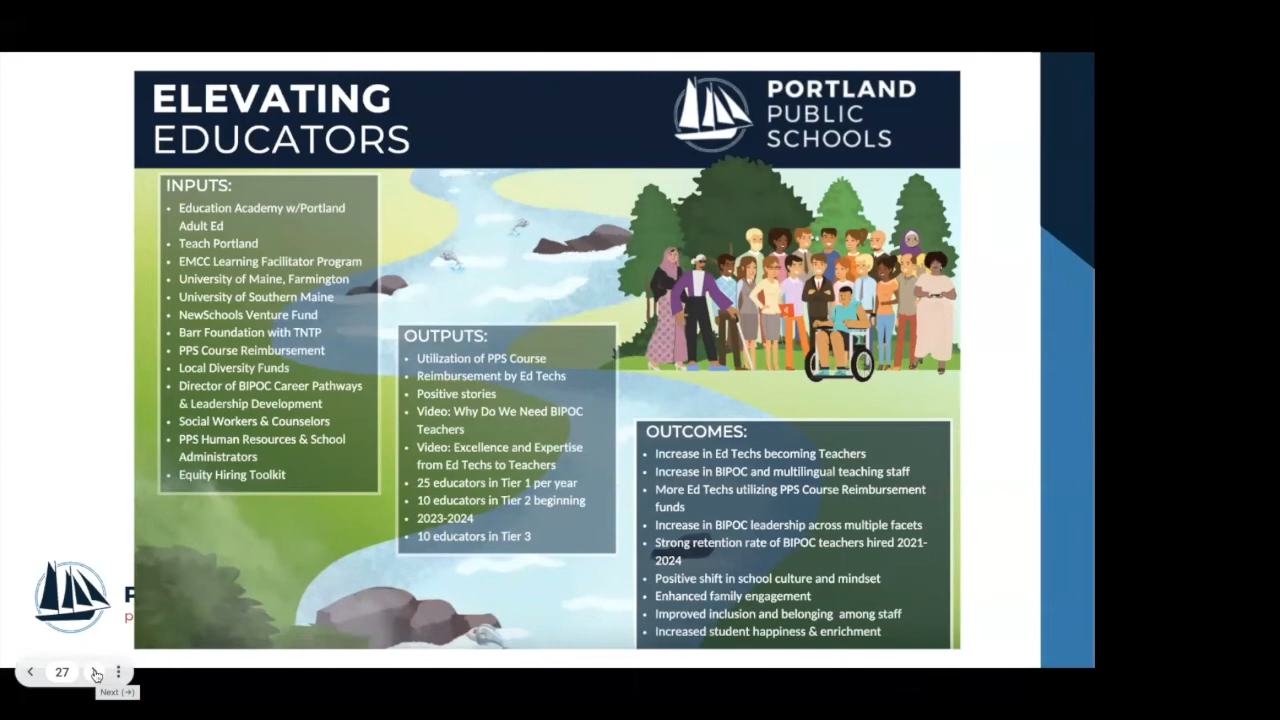 ELEVATING
EDUCATORS
PORTLAND
PUBLIC
SCHOOLS
INPUTS:
• Education Academy w/Portland
Adult Ed
• Teach Portland
• EMCC Learning Facilitator Program
• University of Maine, Farmington
• University of Southern Maine
• NewSchools Venture Fund
• Barr Foundation with TNTP
• PPS Course Reimbursement
• Local Diversity Funds
• Director of BIPOC Career Pathways
& Leadership Development
• Social Workers & Counselors
• PPS Human Resources & School
Administrators
• Equity Hiring Toolkit
OUTPUTS:
• Utilization of PPS Course
• Reimbursement by Ed Techs
• Positive stories
• Video: Why Do We Need BIPOC
Teachers
• Video: Excellence and Expertise
from Ed Techs to Teachers
• 25 educators in Tier 1 per year
• 10 educators in Tier 2 beginning
• 2023-2024
• 10 educators in Tier 3
OUTCOMES:
• Increase in Ed Techs becoming Teachers
• Increase in BIPOC and multilingual teaching staff
• More Ed Techs utilizing PPS Course Reimbursement
funds
• Increase in BIPOC leadership across multiple facets
• Strong retention rate of BIPOC teachers hired 2021-
2024
• Positive shift in school culture and mindset
• Enhanced family engagement
• Improved inclusion and belonging among staff
• Increased student happiness & enrichment
27
Next (→)